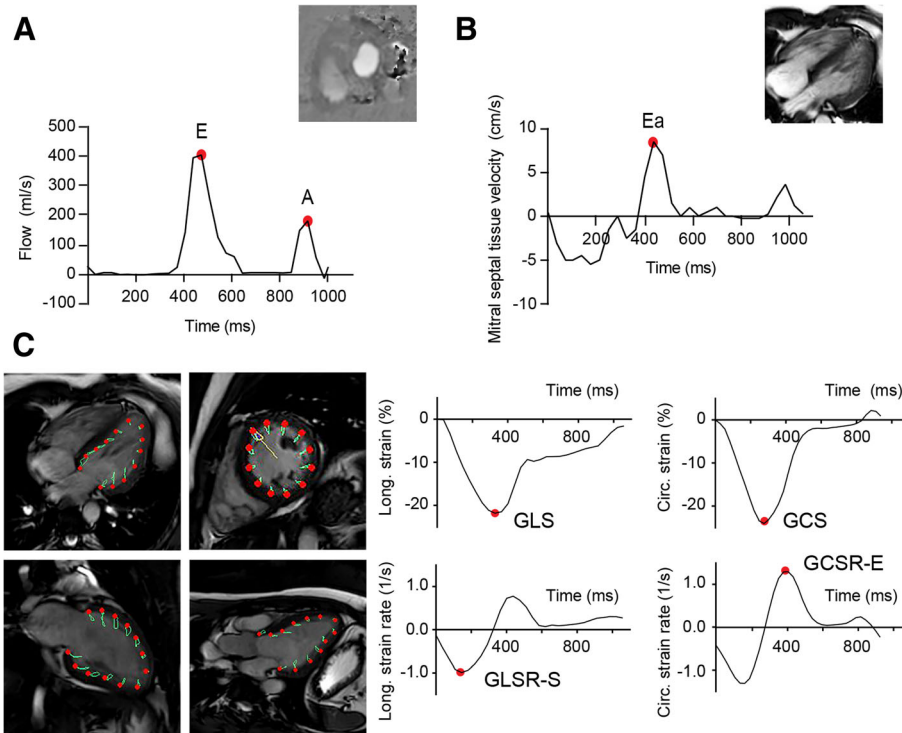 A
500
400
300
200
100
0
-100
Flow (ml/s)
E
A
200
400
600
800
1000
Time (ms)
B
Mitral septal tissue velocity (cm/s)
10
5
0
-5
-10
Ea
200
400
600
800
1000
Time (ms)
C
Time (ms)
Long. strain (%)
0
-10
-20
400
800
GLS
Time (ms)
Circ. strain (%)
0
-10
-20
400
800
GCS
Long. strain rate (1/s)
1.0
0
-1.0
Time (ms)
400
800
GLSR-S
Circ. strain rate (1/s)
1.0
0
1.0
GCSR-E
Time (ms)
400
800